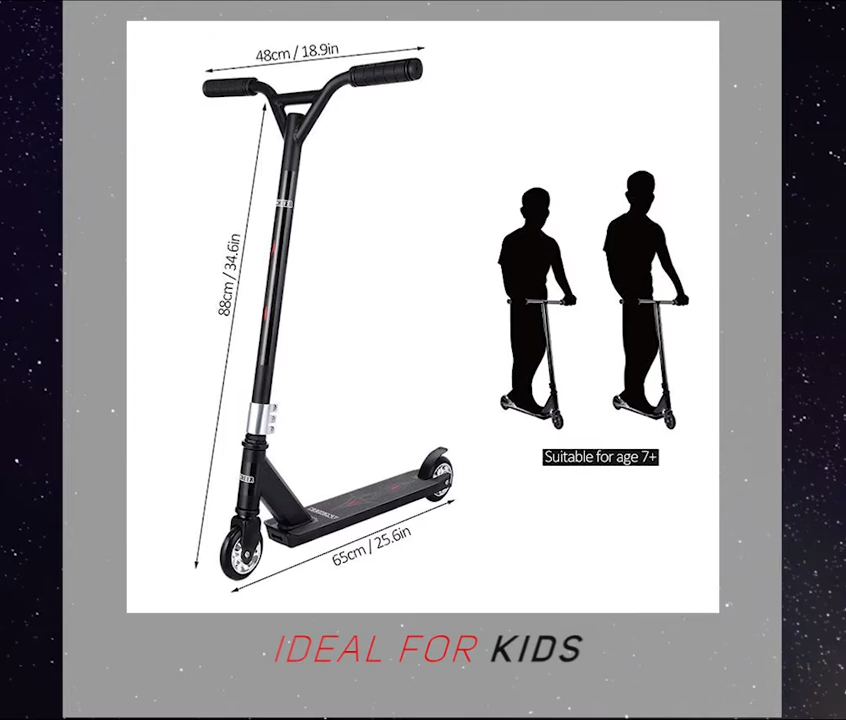 48cm / 18.9in
88cm / 34.6in
65cm / 25.6in
Suitable for age 7+
IDEAL FOR KIDS